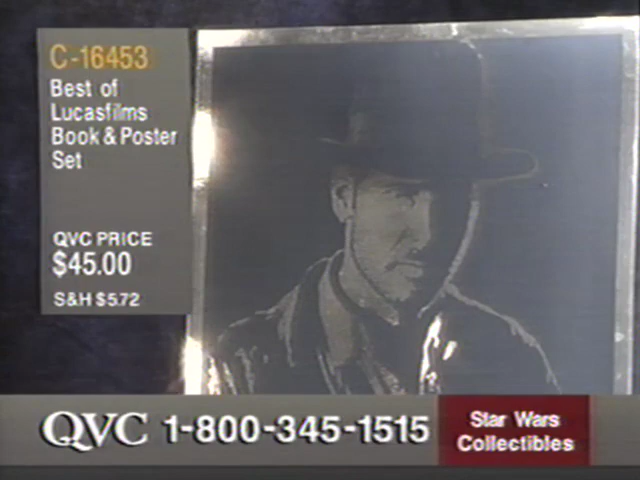 C-16453
Best of
Lucasfilms
Book & Poster
Set
QVC PRICE
$45.00
S&H $5.72
QVC 1-800-345-1515
Star Wars
Collectibles